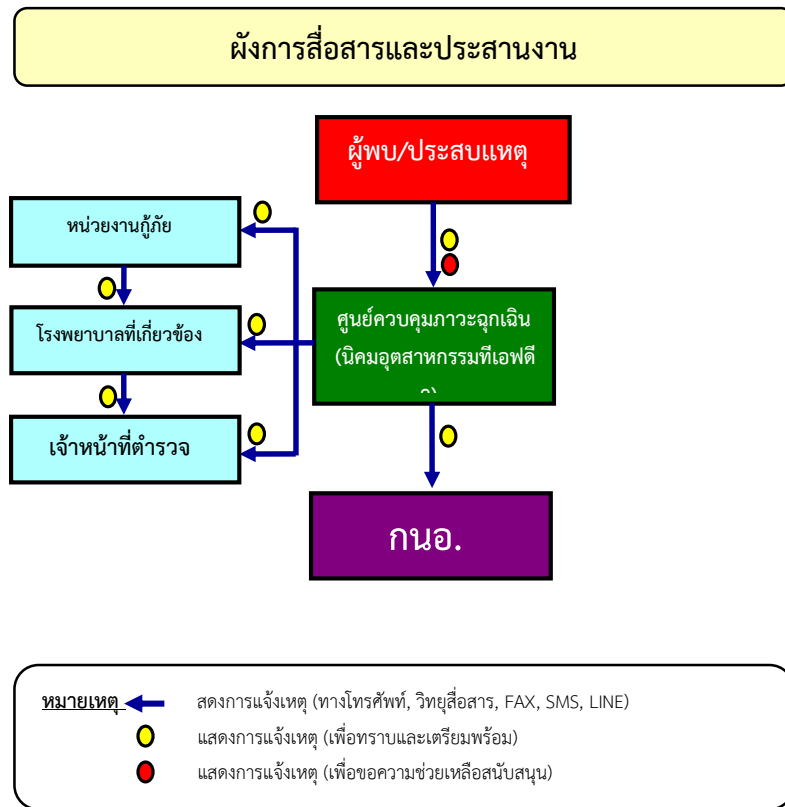 ผังการสื่อสารและประสานงาน
ผู้พบ/ประสบแหตุ
หน่วยงานกู้ภัย
โรงพยาบาลที่เกี่ยวข้อง
เจ้าหน้าที่ตำรวจ
ศูนย์ควบคุมภาวะฉุกเฉิน
(นิคมอุตสาหกรรมทีเอฟดี
กนอ.
หมายเหตุ สดงการแจ้งเหตุ (ทางโทรศัพท์, วิทยุสื่อสาร, FAX, SMS, LINE)
แสดงการแจ้งเหตุ (เพื่อทราบและเตรียมพร้อม)
แสดงการแจ้งเหตุ (เพื่อขอความช่วยเหลือสนับสนุน)